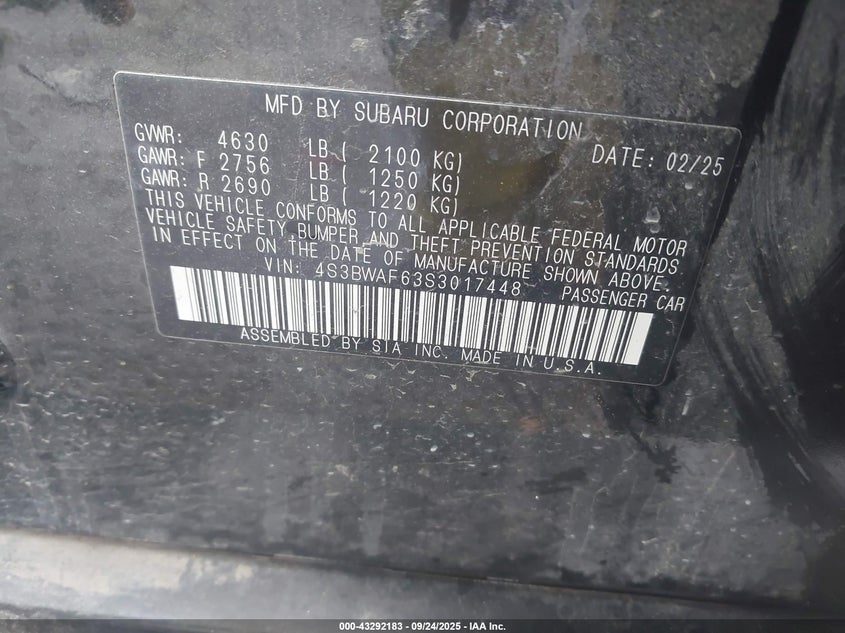 MFD BY SUBARU CORPORATION
GVWR: 4630 LB ( 2100 KG) DATE: 02/25
GAWR: F 2756 LB ( 1250 KG)
GAWR: R 2690 LB ( 1220 KG)
THIS VEHICLE CONFORMS TO ALL APPLICABLE FEDERAL MOTOR
VEHICLE SAFETY, BUMPER, AND THEFT PREVENTION STANDARDS
IN EFFECT ON THE DATE OF MANUFACTURE SHOWN ABOVE.
VIN: 4S3BWAF63S3017448 PASSENGER CAR
ASSEMBLED BY SIA INC. MADE IN U.S.A.
000-43292183 - 09/24/2025 - IAA Inc.